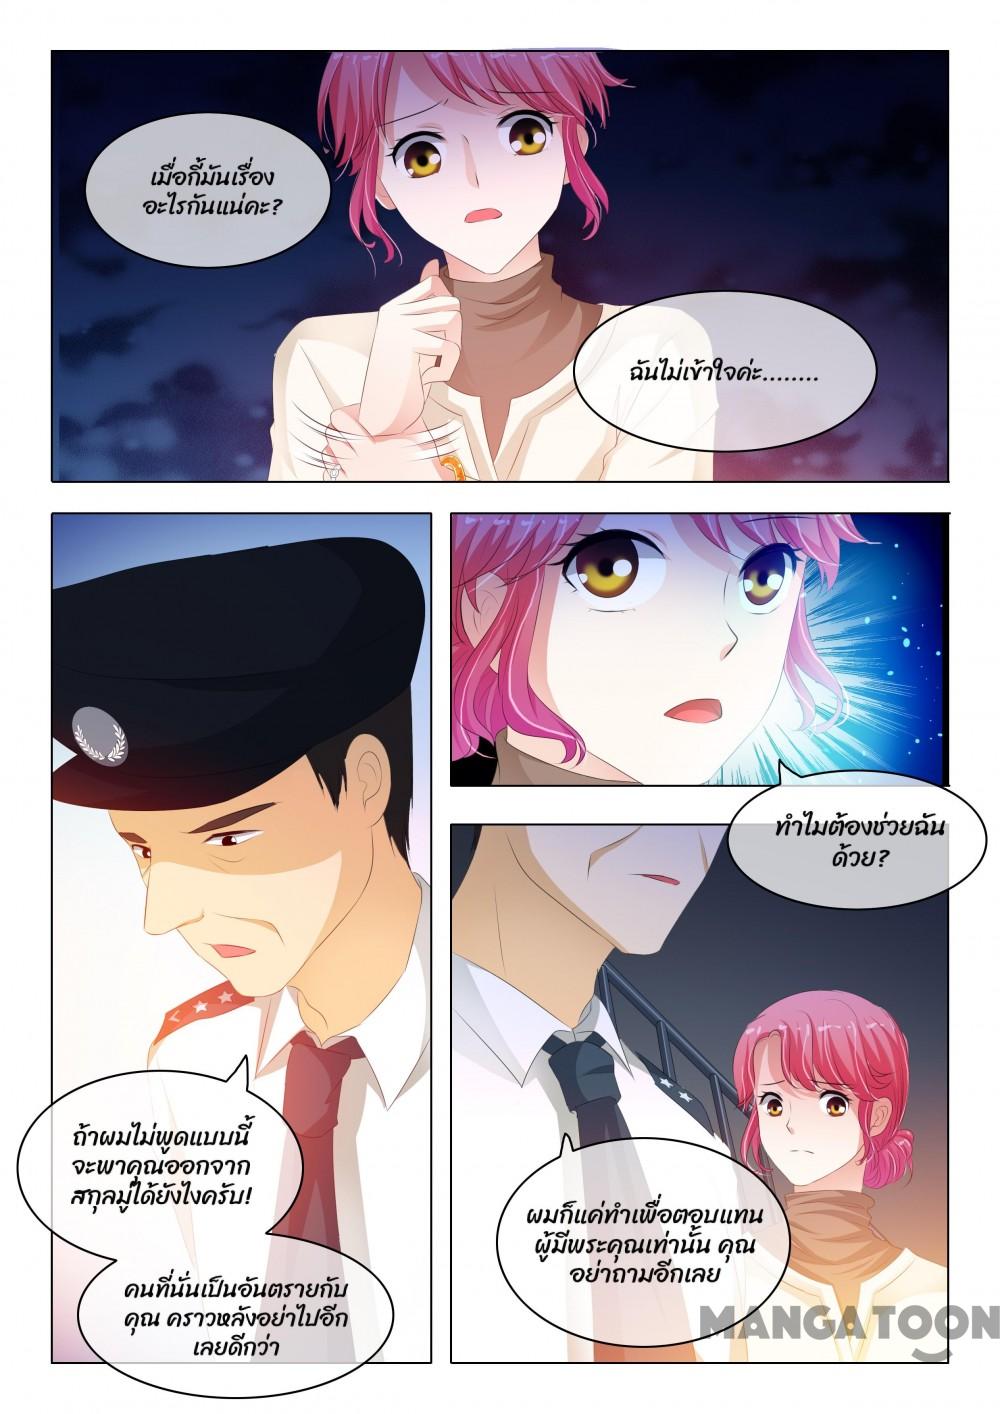 เมื่อกี้มันเรื่อง
อะไรกันแน่คะ?
ฉันไม่เข้าใจค่ะ........
ถ้าผมไม่พูดแบบนี้
จะพาคุณออกจาก
สกุลมู่ได้ยังไงครับ!
คนที่นั่นเป็นอันตรายกับ
คุณ คราวหลังอย่าไปอีก
เลยดีกว่า
ทำไมต้องช่วยฉัน
ด้วย?
ผมก็แค่ทำเพื่อตอบแทน
ผู้มีพระคุณเท่านั้น คุณ
อย่าถามอีกเลย
MANGATOON